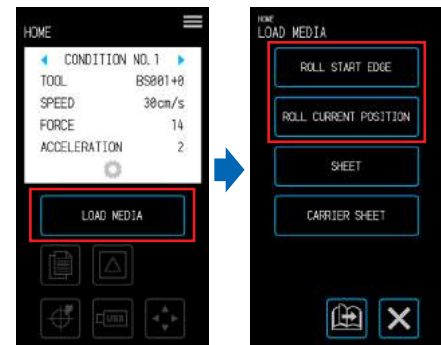 HOME
CONDITION NO. 1
TOOL BS001+0
SPEED 30cm/s
FORCE 14
ACCELERATION 2
LOAD MEDIA
USB
HOME
LOAD MEDIA
ROLL START EDGE
ROLL CURRENT POSITION
SHEET
CARRIER SHEET